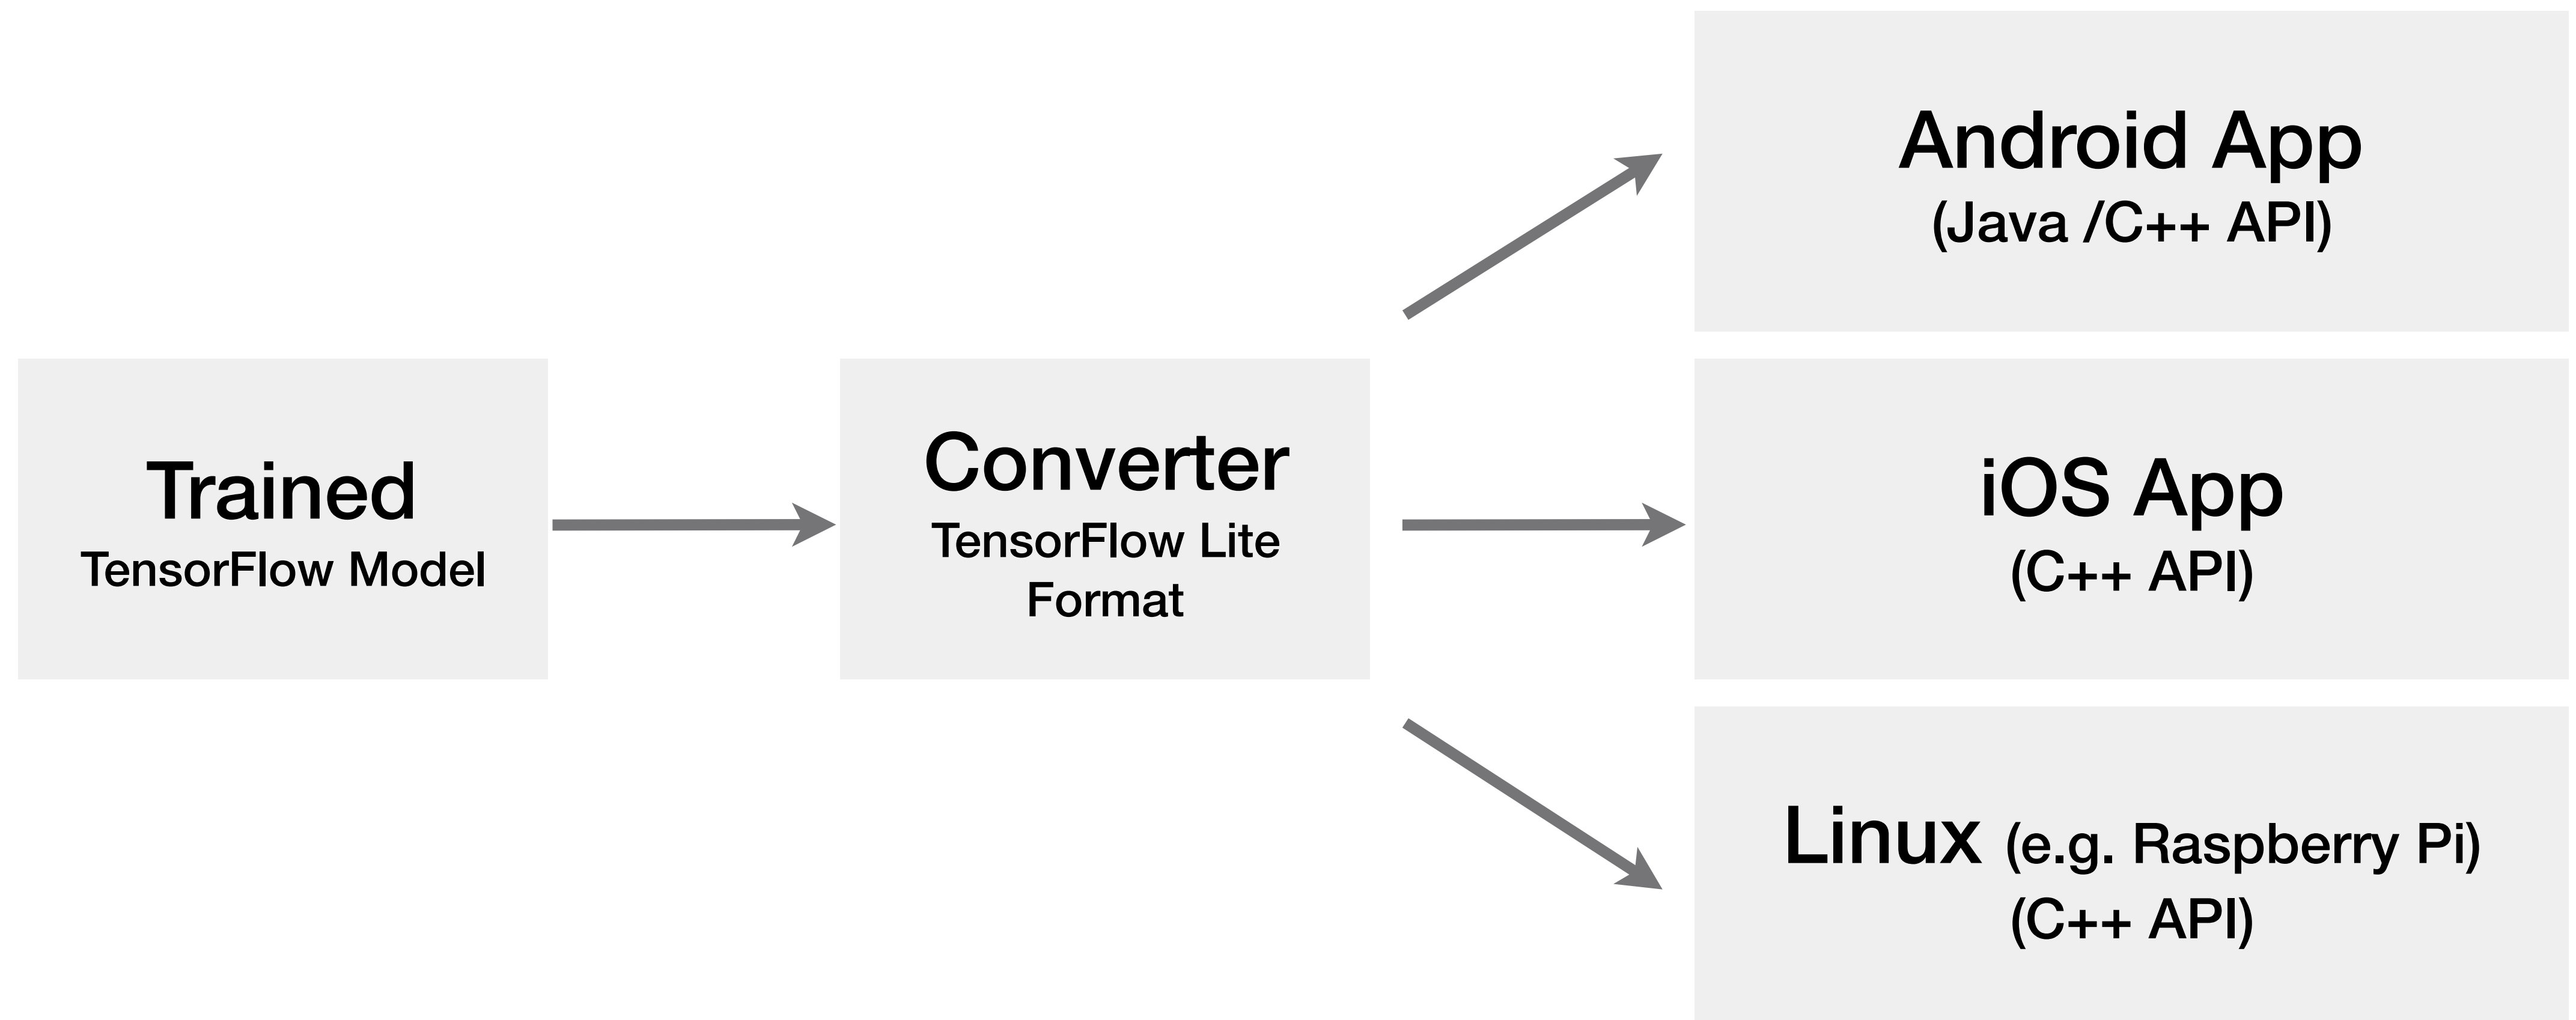 Trained
TensorFlow Model
Converter
TensorFlow Lite
Format
Android App
(Java /C++ API)
iOS App
(C++ API)
Linux (e.g. Raspberry Pi)
(C++ API)